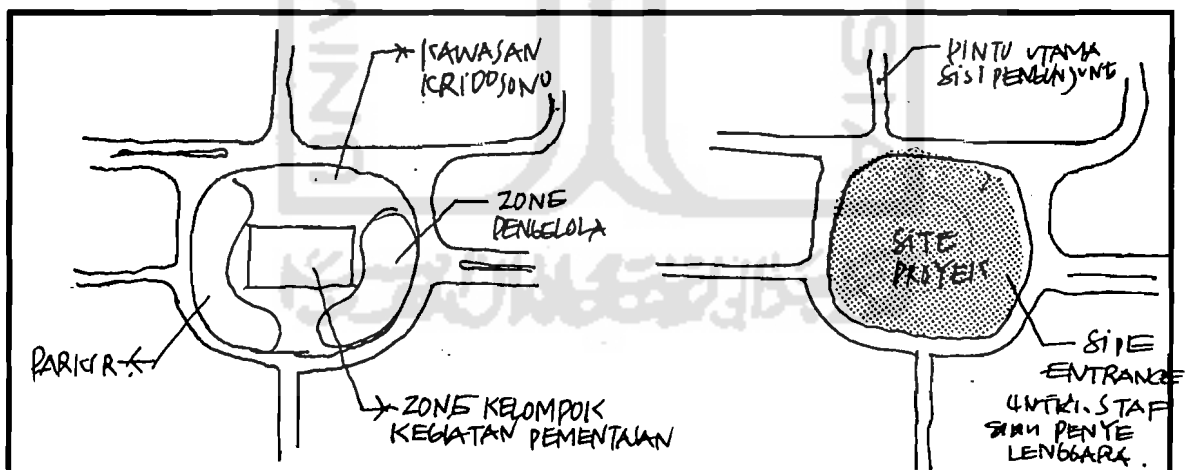 KAWASAN
KRIDOSONO
ZONE
PENGELOLA
PARKIR
ZONE KELOMPOK
KEGIATAN PEMENTASAN
PINTU UTAMA
SISI PENGUNJUNG
SITE
PROYEK
SIDE
ENTRANCE
UNTK. STAF
PENYE
LENGGARA